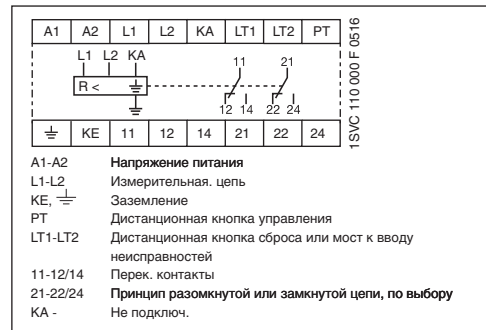 A1 A2 L1 L2 KA LT1 LT2 PT
L1 L2 KA
11 21
R <
12 14 22 24
KE 11 12 14 21 22 24
1SVC 110 000 F 0516
A1-A2 Напряжение питания
L1-L2 Измерительная. цепь
KE, Заземление
PT Дистанционная кнопка управления
LT1-LT2 Дистанционная кнопка сброса или мост к вводу
неисправностей
11-12/14 Перек. контакты
21-22/24 Принцип разомкнутой или замкнутой цепи, по выбору
KA - Не подключ.